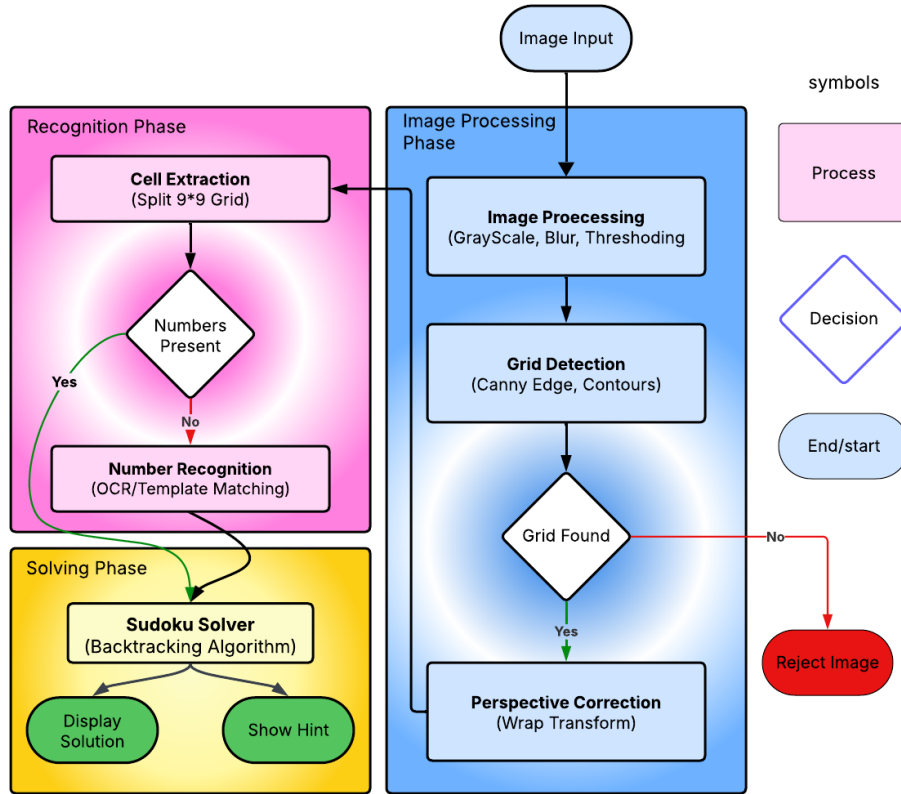 Image Input
symbols
Process
Decision
End/start
Recognition Phase
Cell Extraction
(Split 9*9 Grid)
Numbers
Present
Yes
No
Number Recognition
(OCR/Template Matching)
Image Processing
Phase
Image Proecessing
(GrayScale, Blur, Threshoding
Grid Detection
(Canny Edge, Contours)
Grid Found
No
Yes
Reject Image
Perspective Correction
(Wrap Transform)
Solving Phase
Sudoku Solver
(Backtracking Algorithm)
Display
Solution
Show Hint